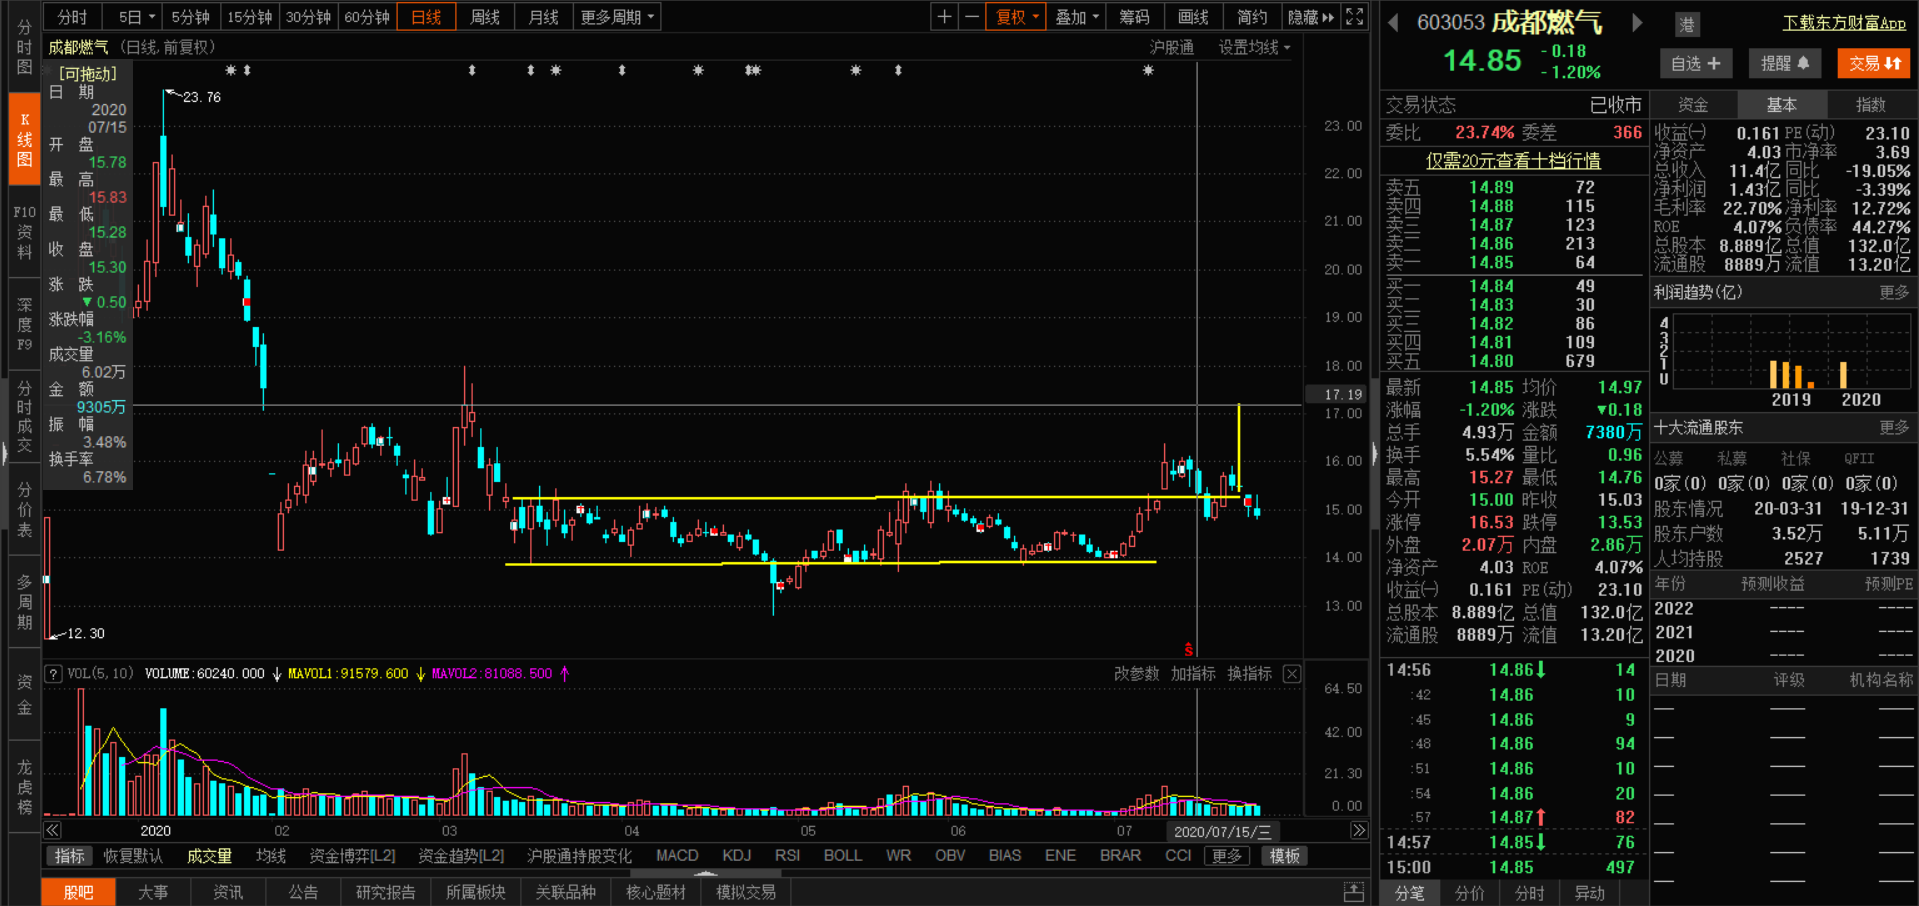 分时 5日 5分钟 15分钟 30分钟 60分钟 日线 周线 月线 更多周期
复权 叠加 筹码 画线 简约 隐藏
分时图
K线图
F10资料
深度F9
分时成交
分价表
多周期
资金
龙虎榜
成都燃气 (日线, 前复权)
沪股通 设置均线
[可拖动]
日 期
2020
07/15
开 盘
15.78
最 高
15.83
最 低
15.28
收 盘
15.30
涨 跌
▼0.50
涨跌幅
-3.16%
成交量
6.02万
金 额
9305万
振 幅
3.48%
换手率
6.78%
23.76
12.30
23.00
22.00
21.00
20.00
19.00
18.00
17.19
17.00
16.00
15.00
14.00
13.00
S
? VOL(5, 10) VOLUME:60240.000 ↓ MAVOL1:91579.600 ↓ MAVOL2:81088.500 ↑
改参数 加指标 换指标
64.50
42.00
21.30
0.00
2020 02 03 04 05 06 07 2020/07/15/三
指标 恢复默认 成交量 均线 资金博弈[L2] 资金趋势[L2] 沪股通持股变化 MACD KDJ RSI BOLL WR OBV BIAS ENE BRAR CCI 更多 模板
股吧 大事 资讯 公告 研究报告 所属板块 关联品种 核心题材 模拟交易
603053 成都燃气 港 下载东方财富App
14.85 -0.18 -1.20%
自选 + 提醒 交易
交易状态 已收市
委比 23.74% 委差 366
仅需20元查看十档行情
卖五 14.89 72
卖四 14.88 115
卖三 14.87 123
卖二 14.86 213
卖一 14.85 64
买一 14.84 49
买二 14.83 30
买三 14.82 86
买四 14.81 109
买五 14.80 679
最新 14.85 均价 14.97
涨幅 -1.20% 涨跌 ▼0.18
总手 4.93万 金额 7380万
换手 5.54% 量比 0.96
最高 15.27 最低 14.76
今开 15.00 昨收 15.03
涨停 16.53 跌停 13.53
外盘 2.07万 内盘 2.86万
净资产 4.03 ROE 4.07%
收益(一) 0.161 PE(动) 23.10
总股本 8.889亿 总值 132.0亿
流通股 8889万 流值 13.20亿
14:56 14.86↓ 14
:42 14.86 10
:45 14.86 9
:48 14.86 94
:51 14.86 10
:54 14.86 20
:57 14.87↑ 82
14:57 14.85↓ 76
15:00 14.85 497
分笔 分价 分时 异动
资金 基本 指数
收益(一) 0.161 PE(动) 23.10
净资产 4.03 市净率 3.69
总收入 11.4亿 同比 -19.05%
净利润 1.43亿 同比 -3.39%
毛利率 22.70% 净利率 12.72%
ROE 4.07% 负债率 44.27%
总股本 8.889亿 总值 132.0亿
流通股 8889万 流值 13.20亿
利润趋势(亿) 更多
4
3
2
1
0
2019 2020
十大流通股东 更多
公募 私募 社保 QFII
0家(0) 0家(0) 0家(0) 0家(0)
股东情况 20-03-31 19-12-31
股东户数 3.52万 5.11万
人均持股 2527 1739
年份 预测收益 预测PE
2022 ---- ----
2021 ---- ----
2020 ---- ----
日期 评级 机构名称